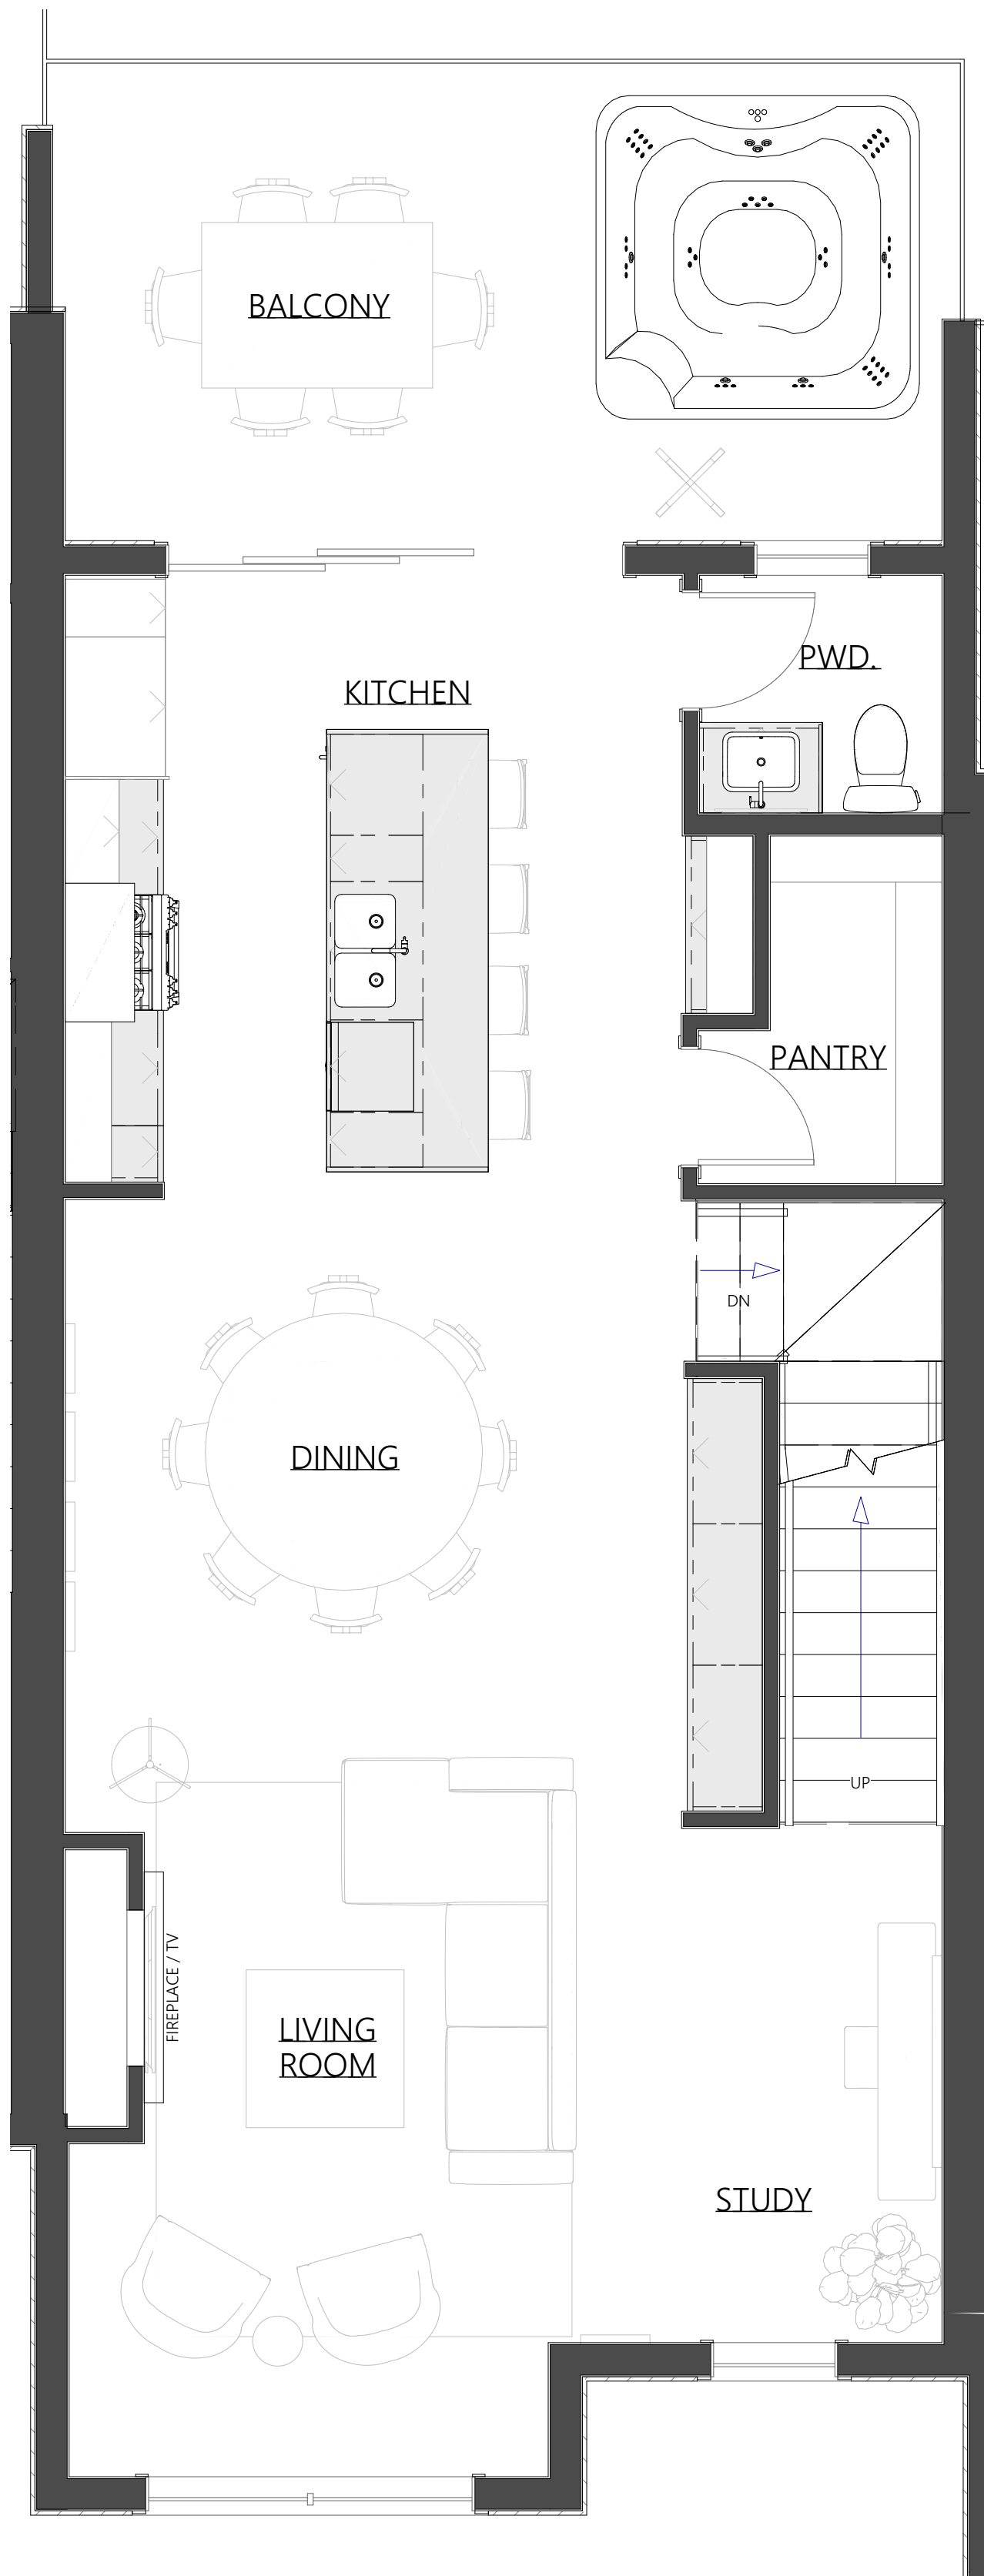 BALCONY
PWD.
KITCHEN
PANTRY
DN
DINING
UP
FIREPLACE / TV
LIVING
ROOM
STUDY